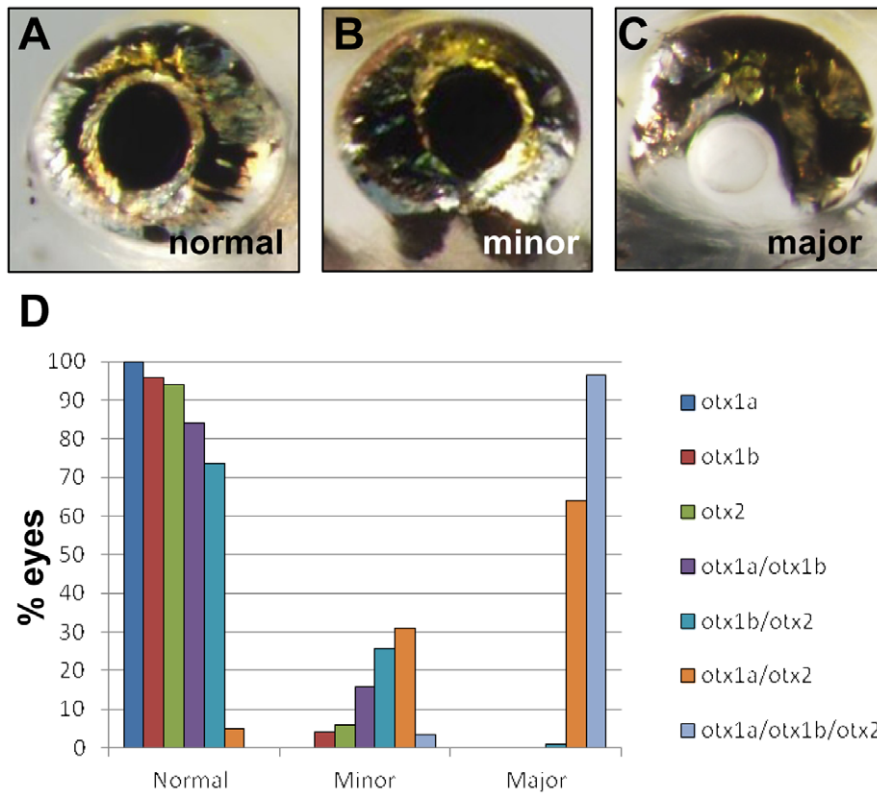 A
normal
B
minor
C
major
D
% eyes
100
90
80
70
60
50
40
30
20
10
0
Normal
Minor
Major
otx1a
otx1b
otx2
otx1a/otx1b
otx1b/otx2
otx1a/otx2
otx1a/otx1b/otx2